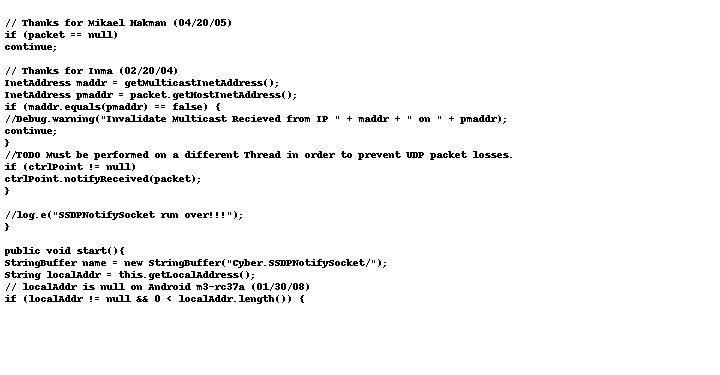 // Thanks for Mikael Hakman (04/20/05)
if (packet == null)
continue;

// Thanks for Inma (02/20/04)
InetAddress maddr = getMulticastInetAddress();
InetAddress pmaddr = packet.getHostInetAddress();
if (maddr.equals(pmaddr) == false) {
//Debug.warning("Invalidate Multicast Recieved from IP " + maddr + " on " + pmaddr);
continue;
}
//TODO Must be performed on a different Thread in order to prevent UDP packet losses.
if (ctrlPoint != null)
ctrlPoint.notifyReceived(packet);
}

//log.e("SSDPNotifySocket run over!!!");
}

public void start(){
StringBuffer name = new StringBuffer("Cyber.SSDPNotifySocket/");
String localAddr = this.getLocalAddress();
// localAddr is null on Android m3-rc37a (01/30/08)
if (localAddr != null && 0 < localAddr.length()) {